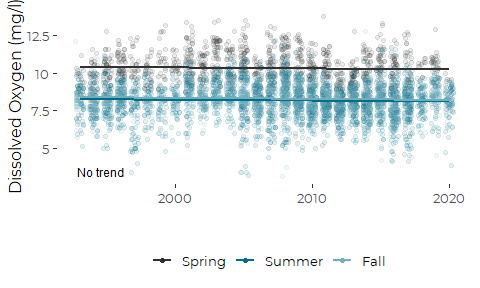 Dissolved Oxygen (mg/l)
12.5
10
7.5
5
No trend
2000
2010
2020
Spring
Summer
Fall